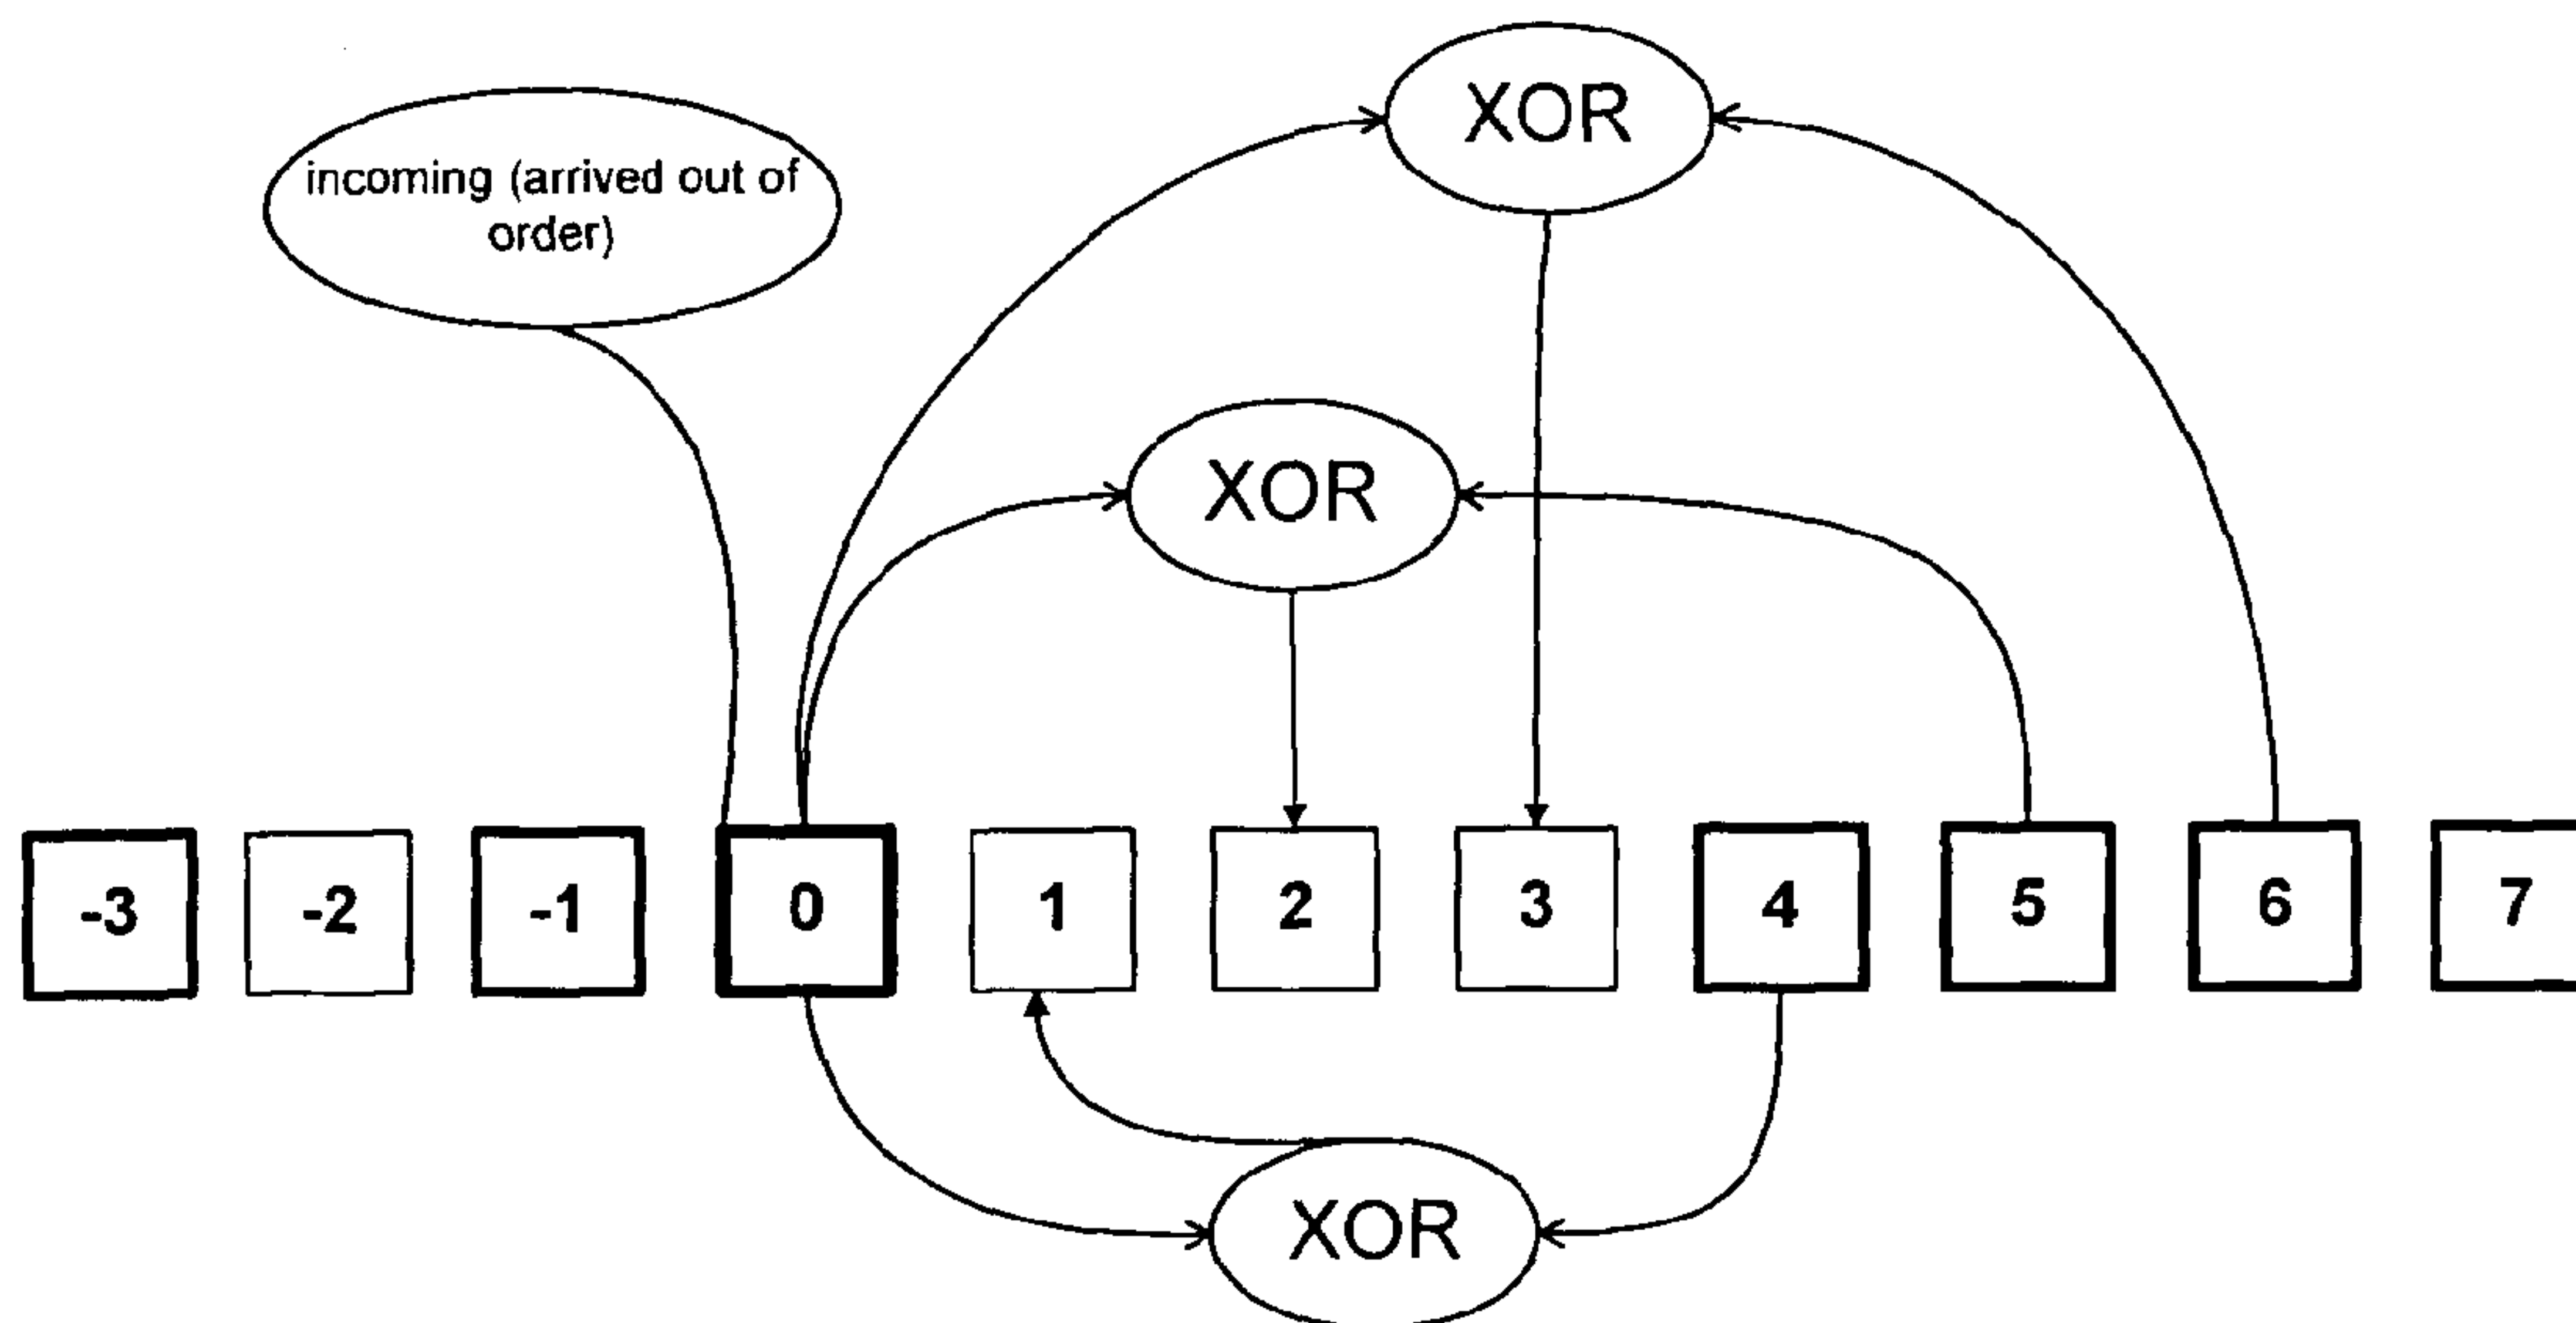 XOR
incoming (arrived out of
order)
XOR
-3 -2 -1 0 1 2 3 4 5 6 7
XOR